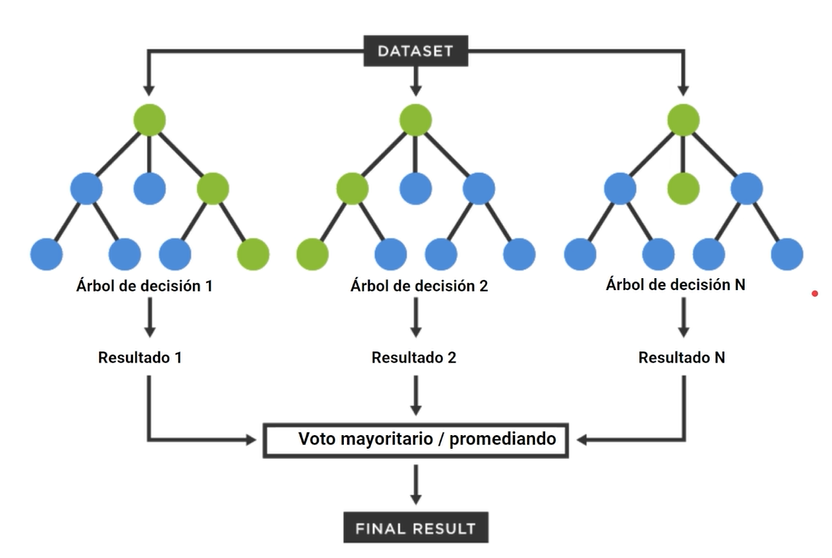 DATASET
Árbol de decisión 1
Árbol de decisión 2
Árbol de decisión N
Resultado 1
Resultado 2
Resultado N
Voto mayoritario / promediando
FINAL RESULT